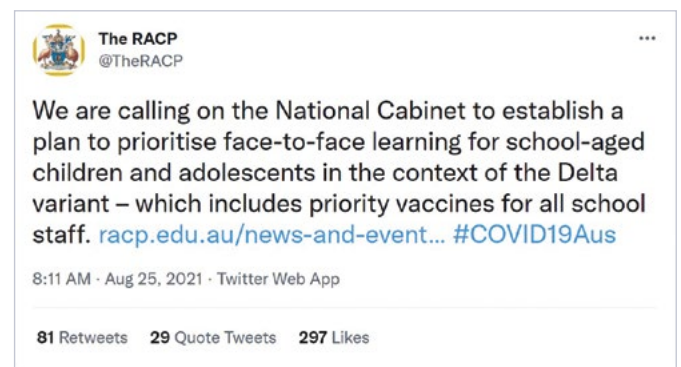 The RACP
@TheRACP
We are calling on the National Cabinet to establish a
plan to prioritise face-to-face learning for school-aged
children and adolescents in the context of the Delta
variant – which includes priority vaccines for all school
staff. racp.edu.au/news-and-event... #COVID19Aus
8:11 AM · Aug 25, 2021 · Twitter Web App
81 Retweets 29 Quote Tweets 297 Likes